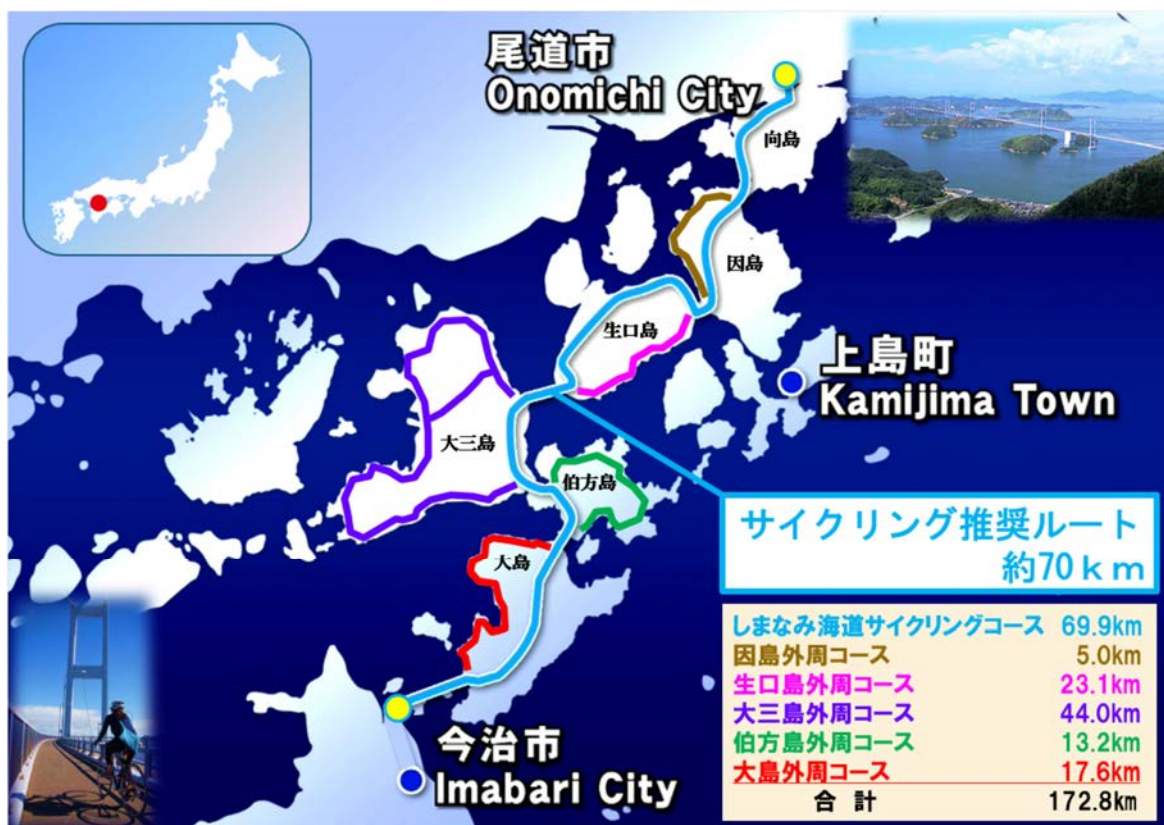 尾道市
Onomichi City
向島
因島
生口島
上島町
Kamijima Town
大三島
伯方島
大島
サイクリング推奨ルート
約70km
しまなみ海道サイクリングコース 69.9km
因島外周コース 5.0km
生口島外周コース 23.1km
大三島外周コース 44.0km
伯方島外周コース 13.2km
大島外周コース 17.6km
合計 172.8km
今治市
Imabari City